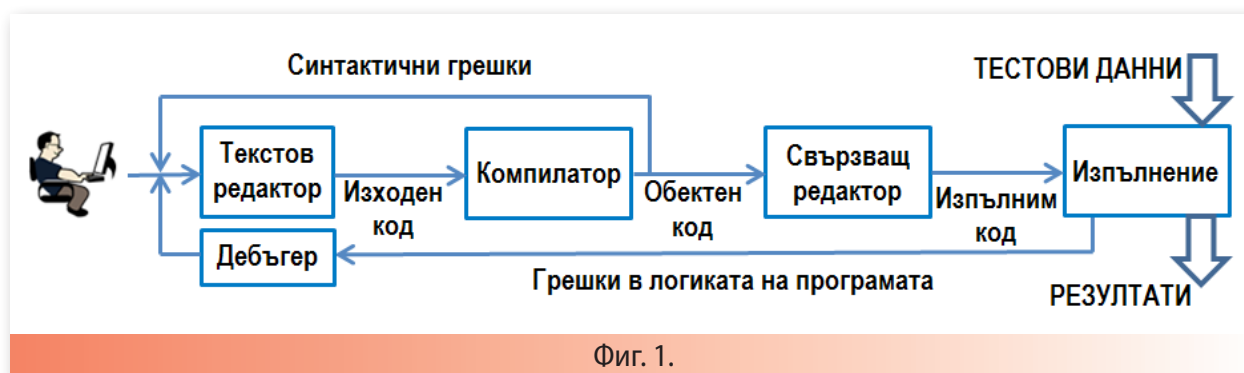 Синтактични грешки
ТЕСТОВИ ДАННИ
Текстов
редактор
Изходен
код
Компилатор
Обектен
код
Свързващ
редактор
Изпълним
код
Изпълнение
Дебъгер
Грешки в логиката на програмата
РЕЗУЛТАТИ
Фиг. 1.